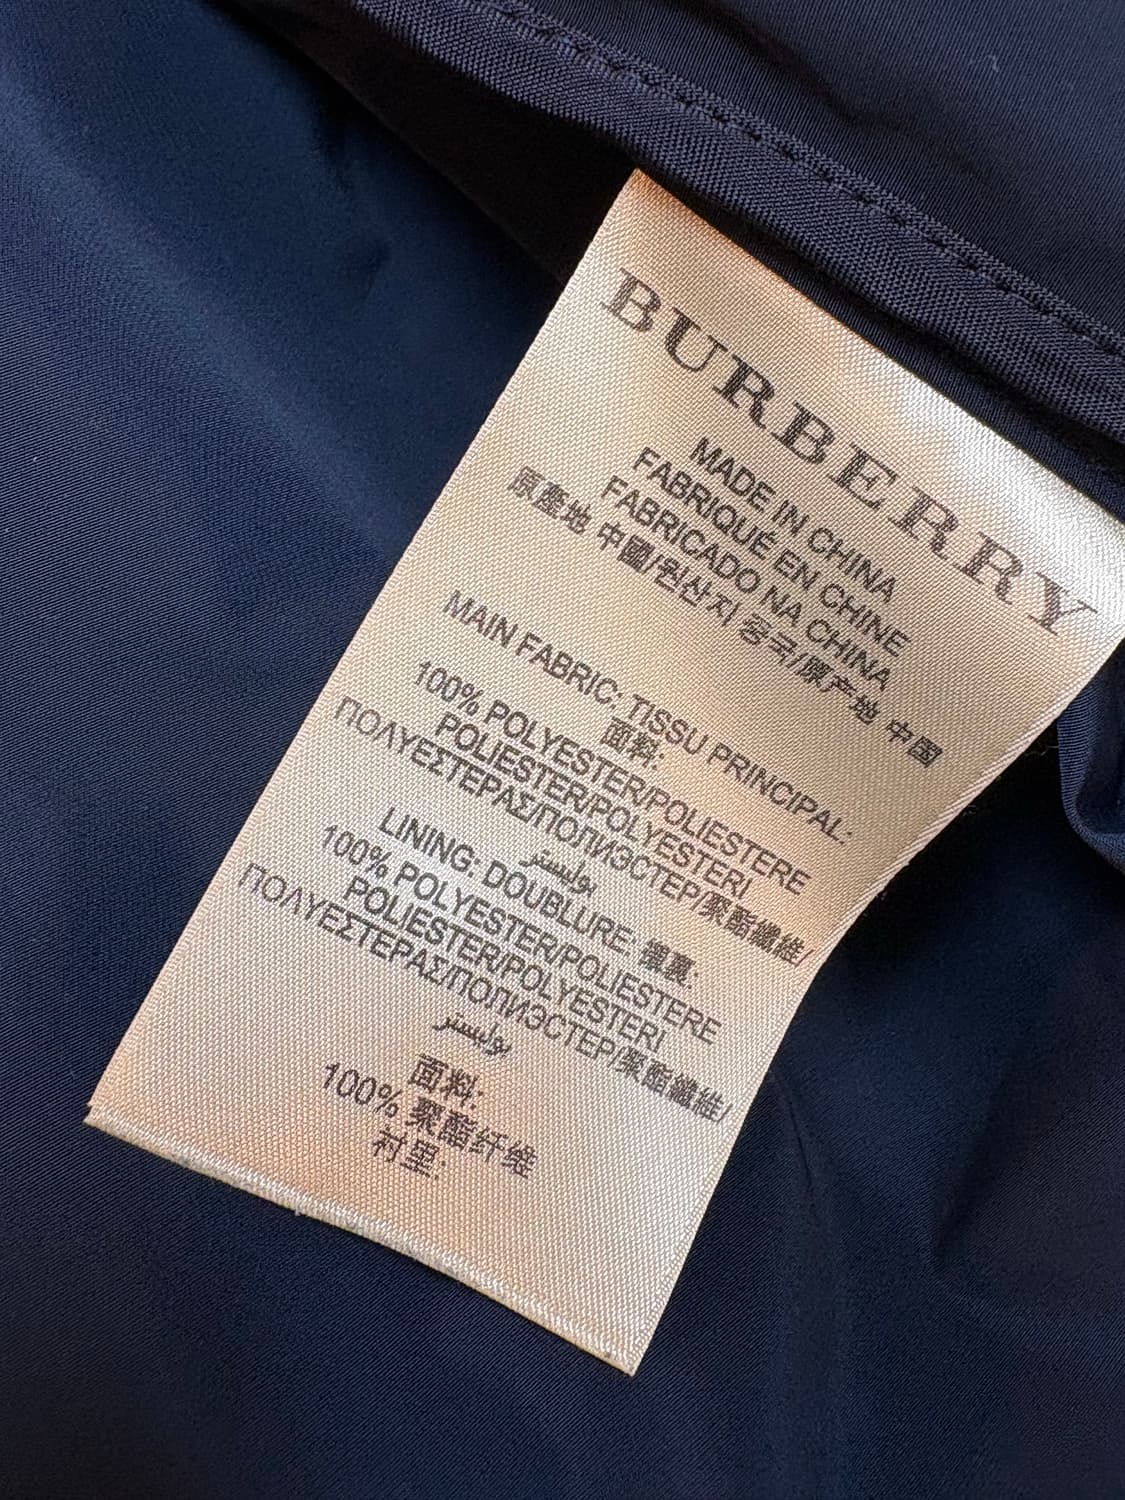 BURBERRY
MADE IN CHINA
FABRIQUÉ EN CHINE
FABRICADO NA CHINA
原產地 中國/원산지 중국/原产地 中国
MAIN FABRIC: TISSU PRINCIPAL:
面料:
100% POLYESTER/POLIESTERE
POLIESTER/POLYESTERI
ΠΟΛΥΕΣΤΕΡΑΣ/ПОЛИЭСТЕР/聚酯纖維/
بوليستر
LINING: DOUBLURE: 襯裏:
100% POLYESTER/POLIESTERE
POLIESTER/POLYESTERI
ΠΟΛΥΕΣΤΕΡΑΣ/ПОЛИЭСТЕР/聚酯纖維/
بوليستر
面料:
100% 聚酯纤维
衬里: